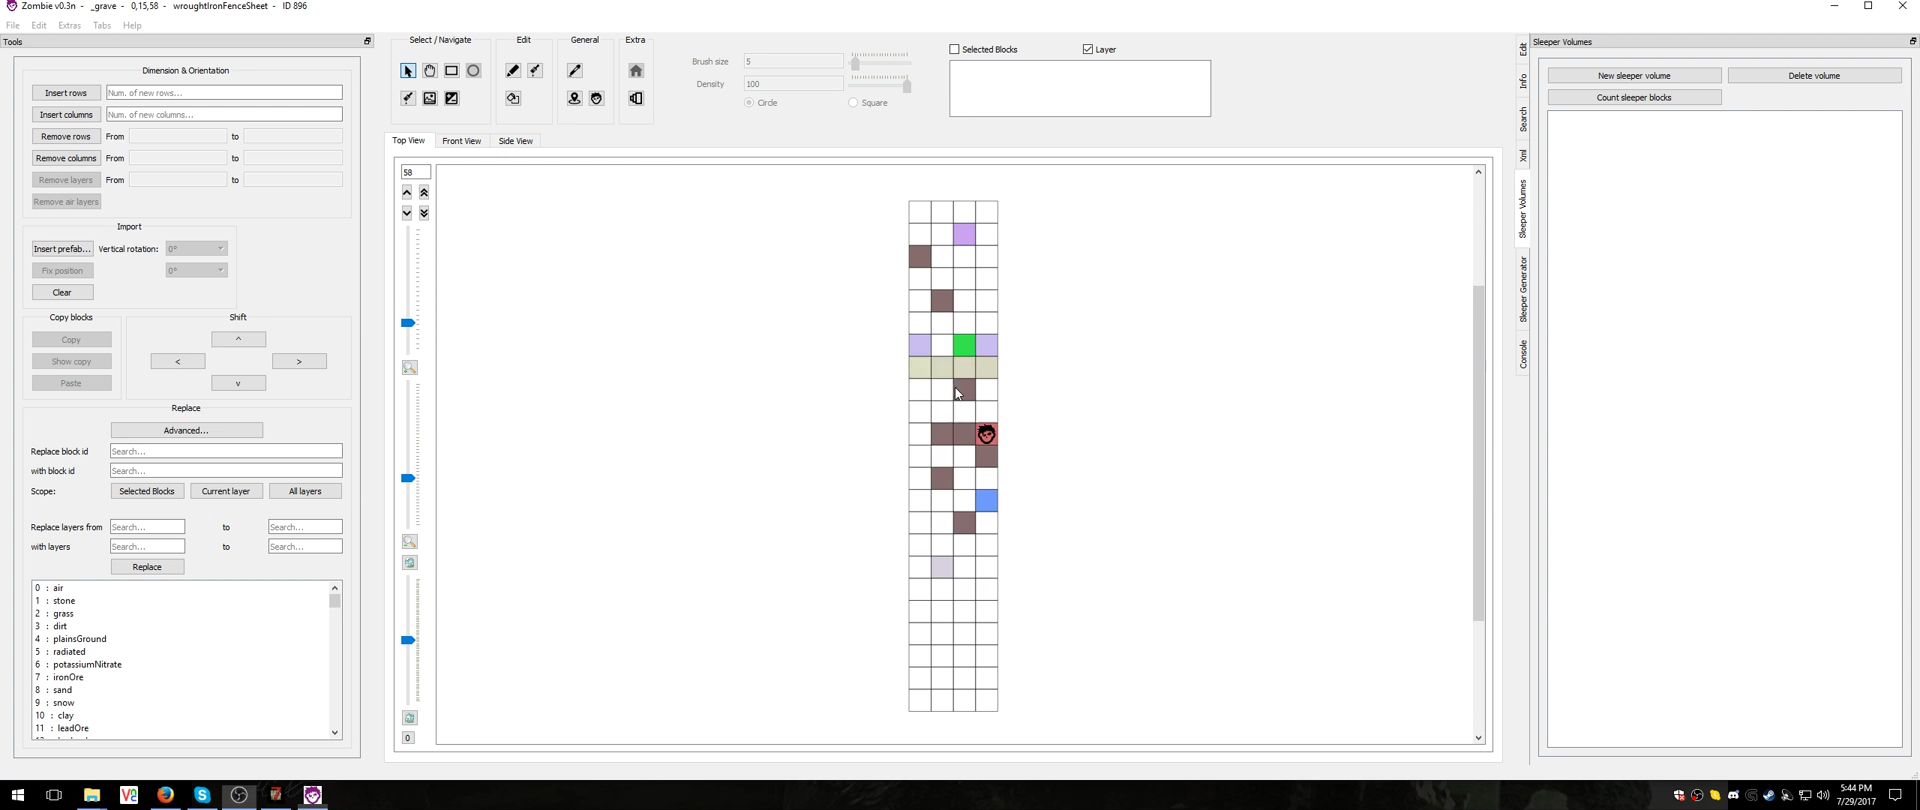 Zombie v0.3n - _grave - 0,15,58 - wroughtIronFenceSheet - ID 896
File Edit Extras Tabs Help
Tools
Dimension & Orientation
Insert rows Num. of new rows...
Insert columns Num. of new columns...
Remove rows From to
Remove columns From to
Remove layers From to
Remove air layers
Import
Insert prefab... Vertical rotation: 0°
Fix position 0°
Clear
Copy blocks Shift
Copy ^
Show copy < >
Paste v
Replace
Advanced...
Replace block id Search...
with block id Search...
Scope: Selected Blocks Current layer All layers
Replace layers from Search... to Search...
with layers Search... to Search...
Replace
0 : air
1 : stone
2 : grass
3 : dirt
4 : plainsGround
5 : radiated
6 : potassiumNitrate
7 : ironOre
8 : sand
9 : snow
10 : clay
11 : leadOre
Select / Navigate Edit General Extra
Brush size 5
Density 100
Circle Square
Selected Blocks Layer
Top View Front View Side View
58
0
Edit
Info
Search
Xml
Sleeper Volumes
Sleeper Generator
Console
Sleeper Volumes
New sleeper volume Delete volume
Count sleeper blocks
5:44 PM
7/29/2017